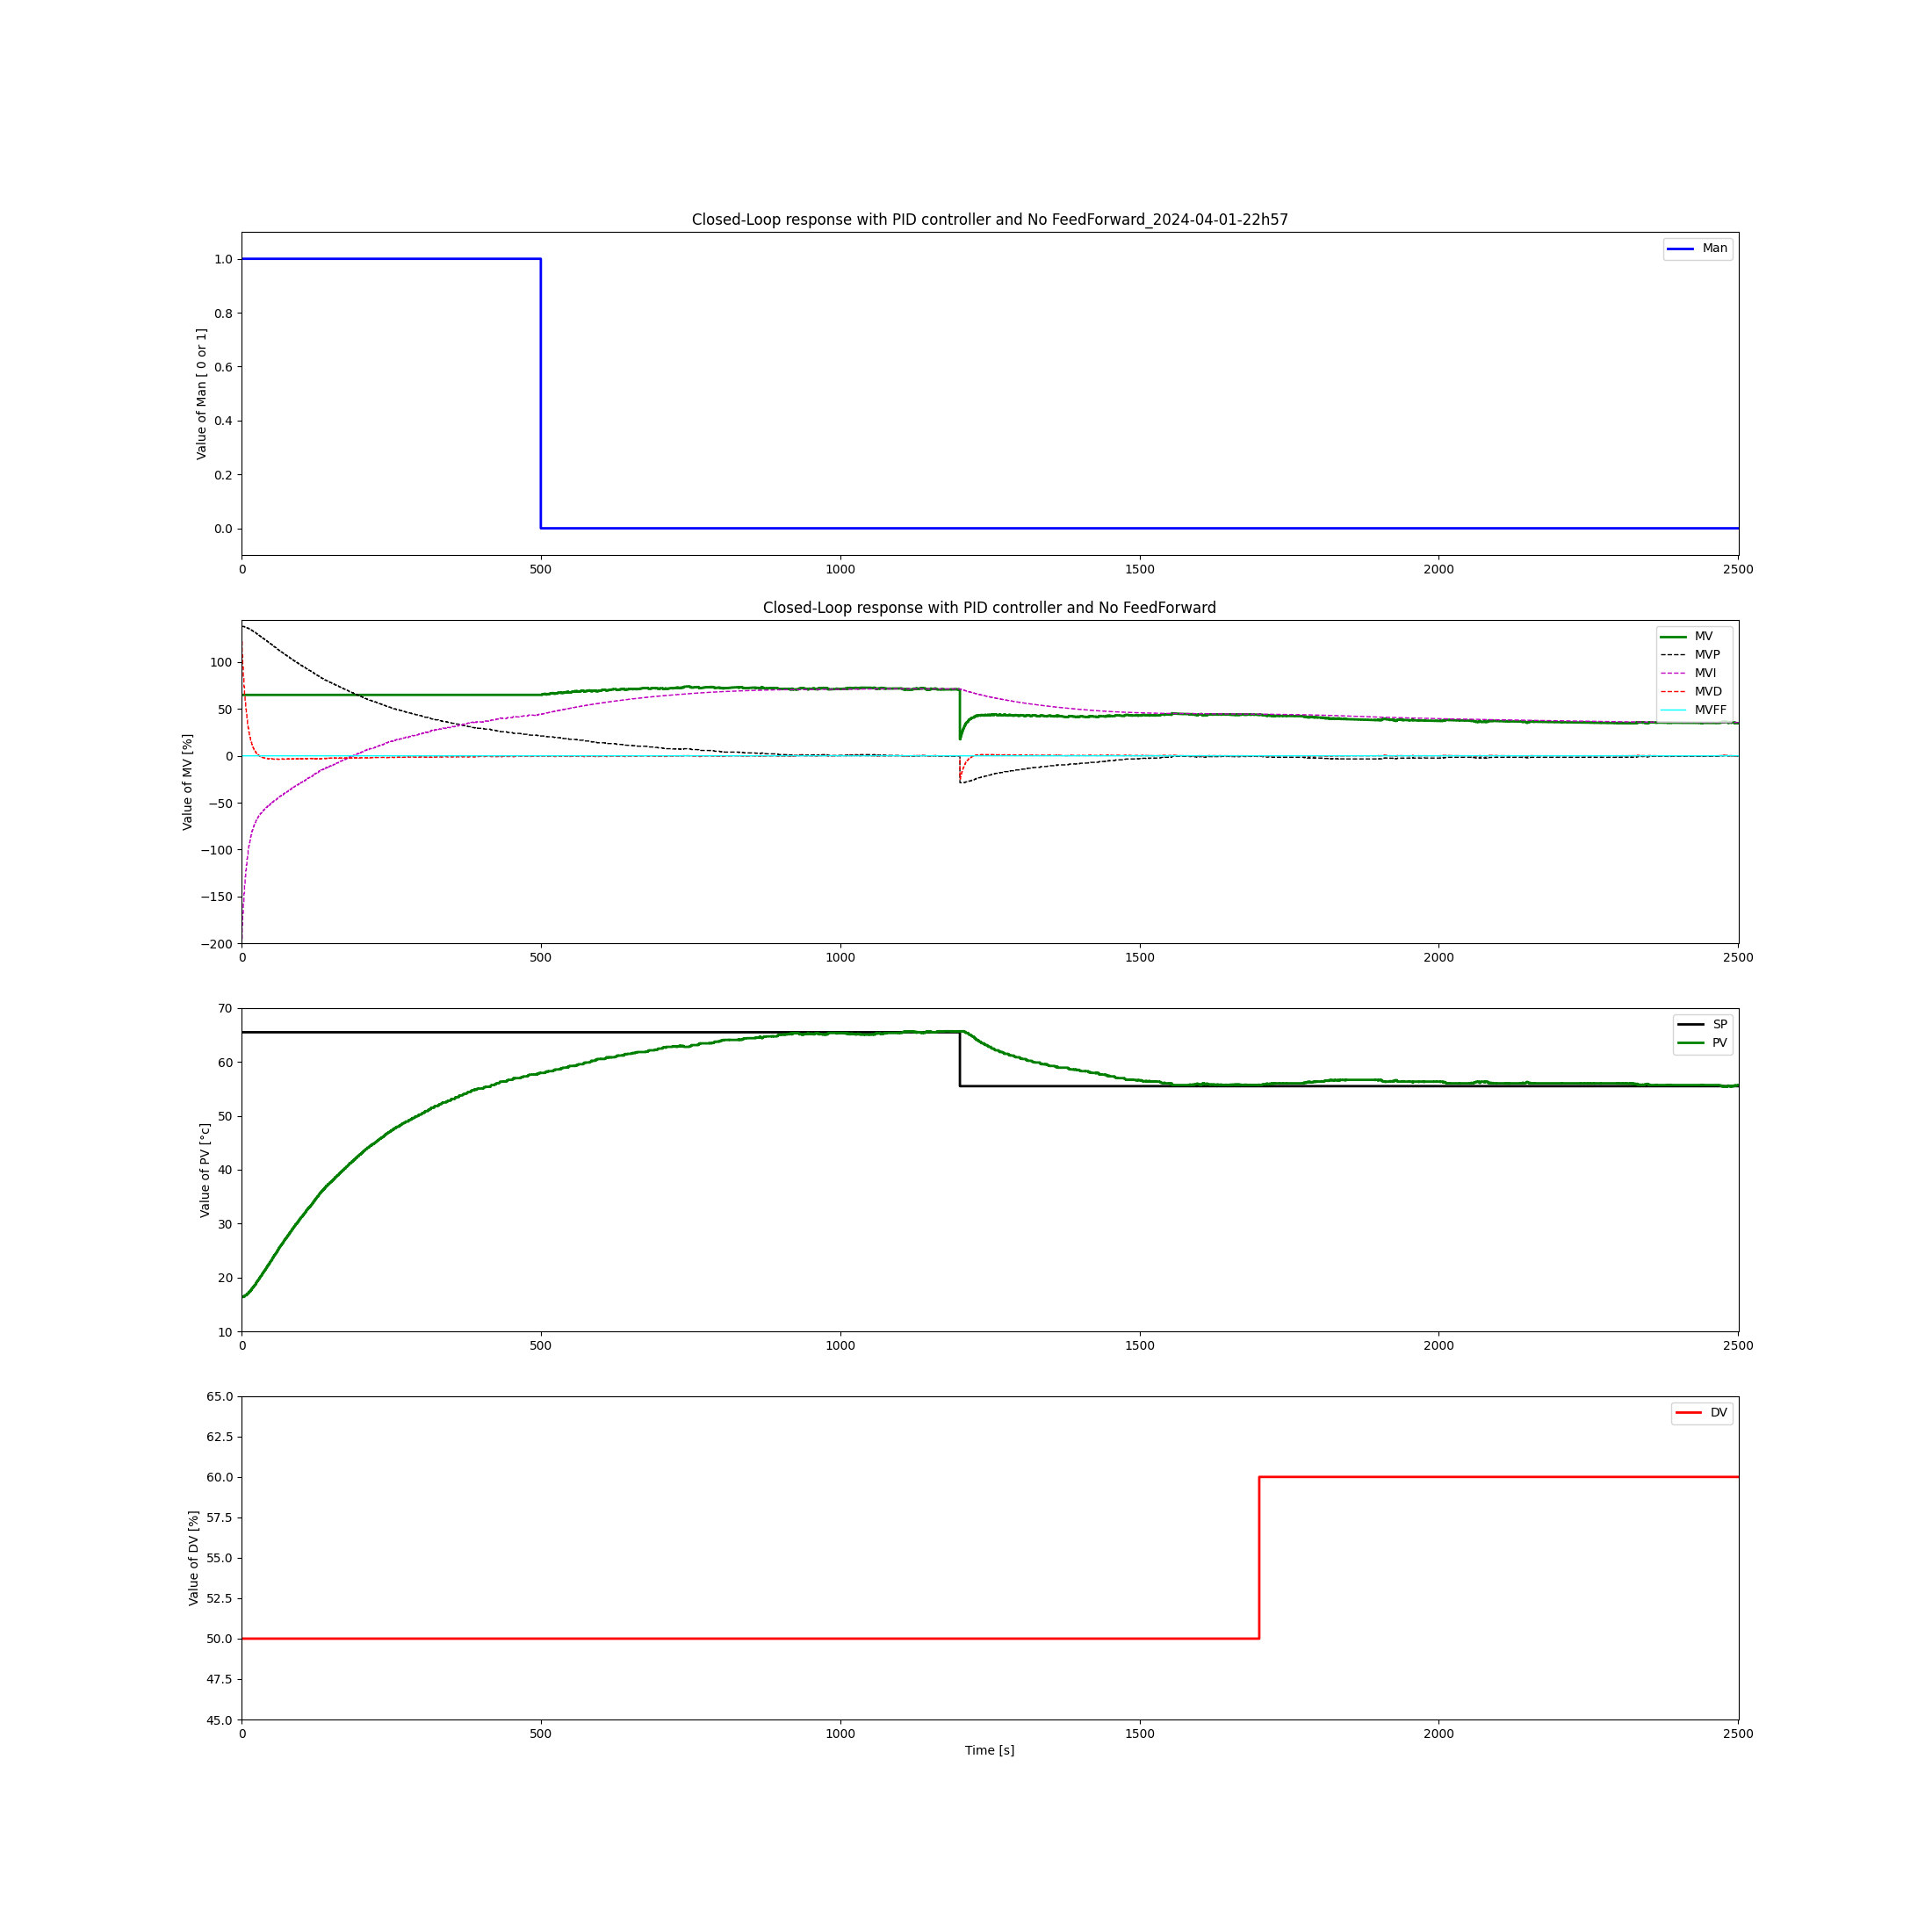 Closed-Loop response with PID controller and No FeedForward_2024-04-01-22h57
Value of Man [ 0 or 1]
1.0
0.8
0.6
0.4
0.2
0.0
Man
0 500 1000 1500 2000 2500
Closed-Loop response with PID controller and No FeedForward
Value of MV [%]
100
50
0
−50
−100
−150
−200
MV
MVP
MVI
MVD
MVFF
0 500 1000 1500 2000 2500
Value of PV [°c]
70
60
50
40
30
20
10
SP
PV
0 500 1000 1500 2000 2500
Value of DV [%]
65.0
62.5
60.0
57.5
55.0
52.5
50.0
47.5
45.0
DV
0 500 1000 1500 2000 2500
Time [s]